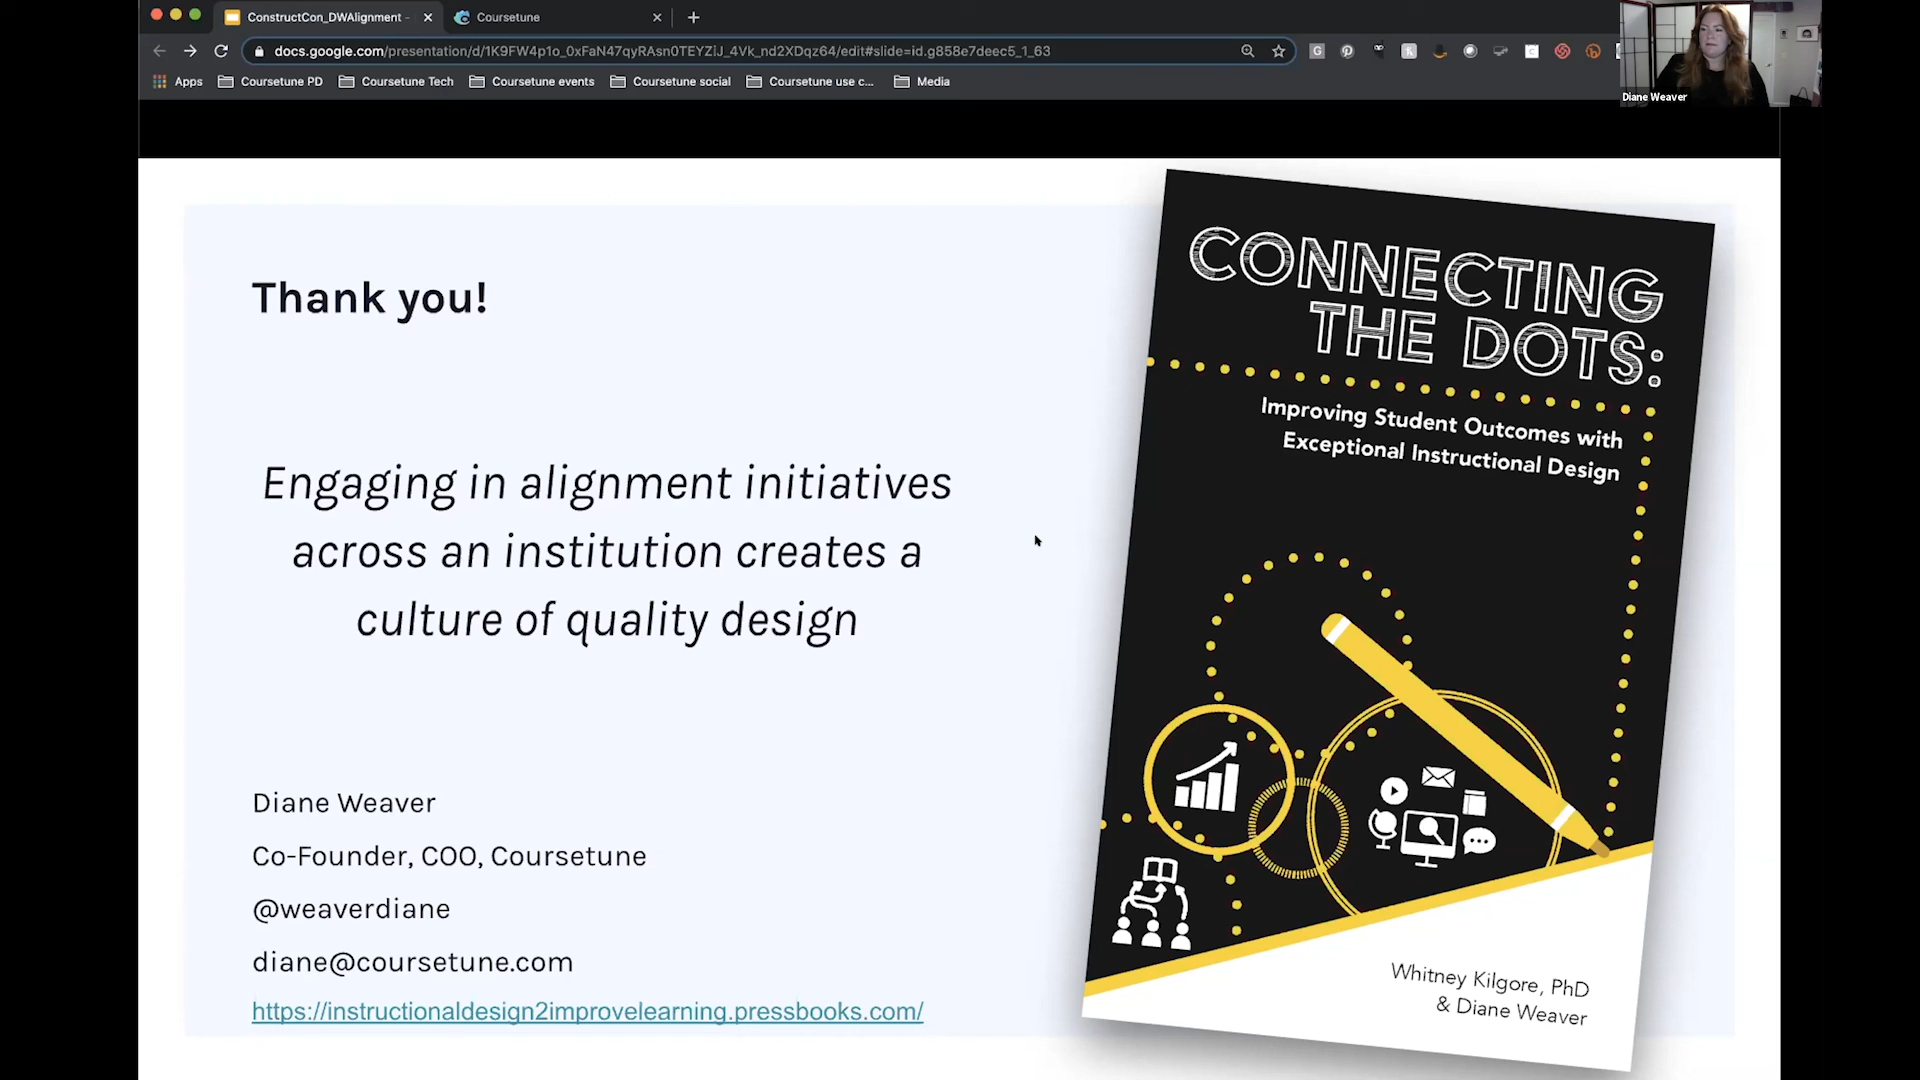 ConstructCon_DWAlignment -
Coursetune
docs.google.com/presentation/d/1K9FW4p1o_0xFaN47qyRAsn0TEYZiJ_4Vk_nd2XDqz64/edit#slide=id.g858e7deec5_1_63
Apps
Coursetune PD
Coursetune Tech
Coursetune events
Coursetune social
Coursetune use c...
Media
Diane Weaver
Thank you!
Engaging in alignment initiatives
across an institution creates a
culture of quality design
Diane Weaver
Co-Founder, COO, Coursetune
@weaverdiane
diane@coursetune.com
https://instructionaldesign2improvelearning.pressbooks.com/
CONNECTING
THE DOTS:
Improving Student Outcomes with
Exceptional Instructional Design
Whitney Kilgore, PhD
& Diane Weaver